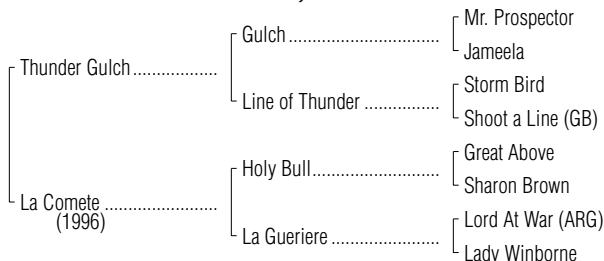 Mr. Prospector
Gulch
Jameela
Thunder Gulch
Storm Bird
Line of Thunder
Shoot a Line (GB)
Great Above
Holy Bull
Sharon Brown
La Comete
(1996)
Lord At War (ARG)
La Gueriere
Lady Winborne